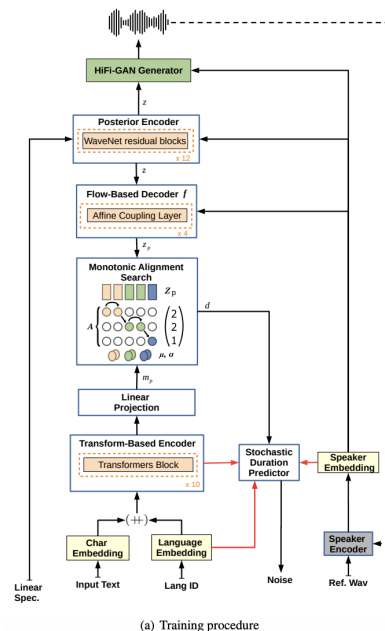 HiFi-GAN Generator
z
Posterior Encoder
WaveNet residual blocks
x 12
z
Flow-Based Decoder f
Affine Coupling Layer
x 4
z_p
Monotonic Alignment
Search
Z_p
A
2
2
1
μ, σ
d
m_p
Linear
Projection
Transform-Based Encoder
Transformers Block
x 10
Stochastic
Duration
Predictor
Speaker
Embedding
(++)
Char
Embedding
Language
Embedding
Speaker
Encoder
Linear
Spec.
Input Text
Lang ID
Noise
Ref. Wav
(a) Training procedure